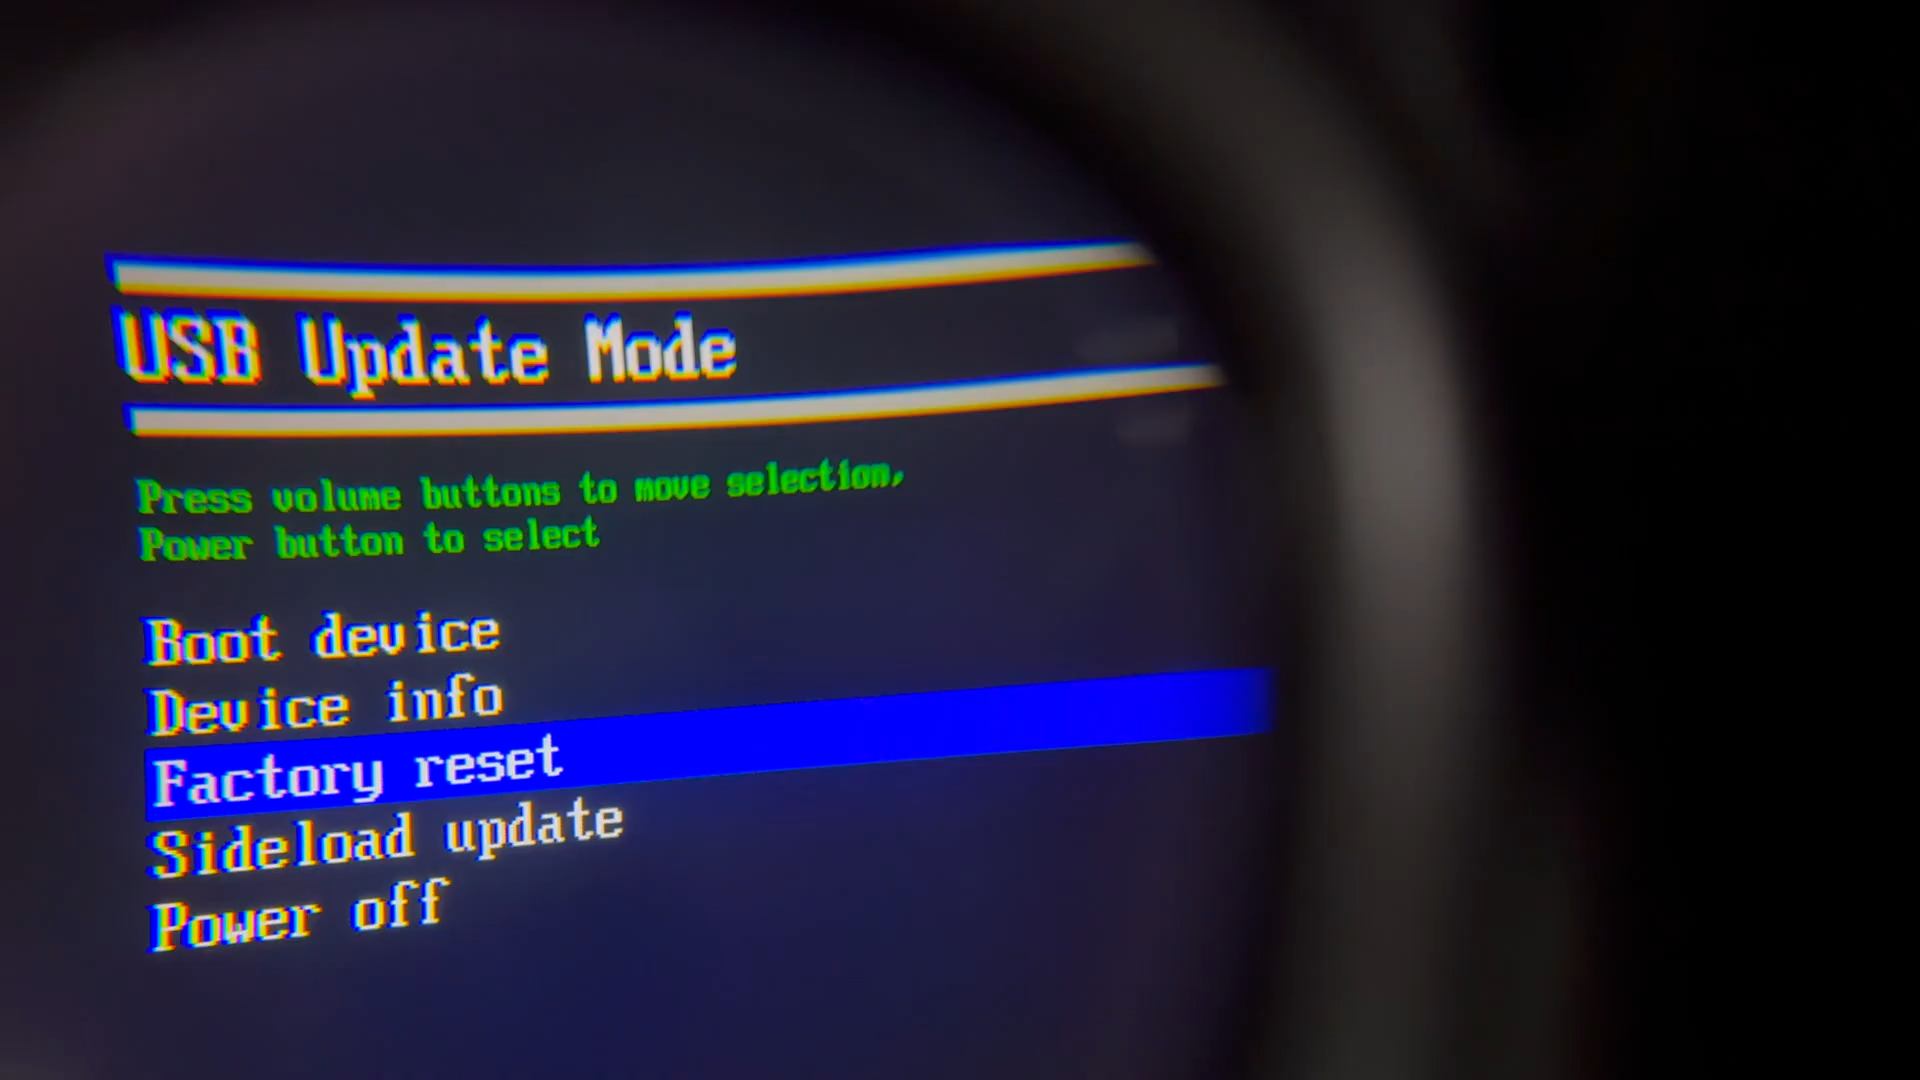 USB Update Mode
Press volume buttons to move selection,
Power button to select
Boot device
Device info
Factory reset
Sideload update
Power off